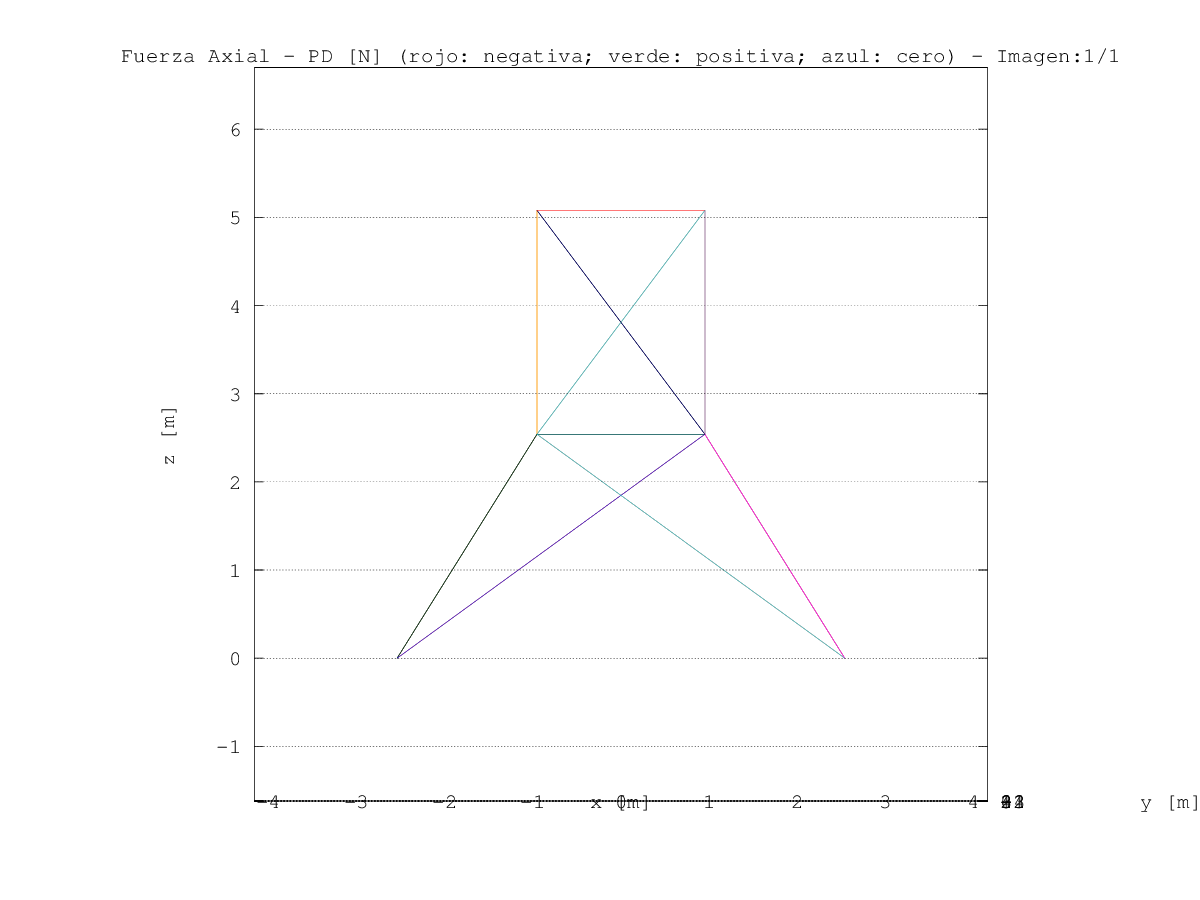 Fuerza Axial - PD [N] (rojo: negativa; verde: positiva; azul: cero) - Imagen:1/1
6
5
4
3
z [m]
2
1
0
-1
-4 -3 -2 -1 x [m] 1 2 3 4 y [m]